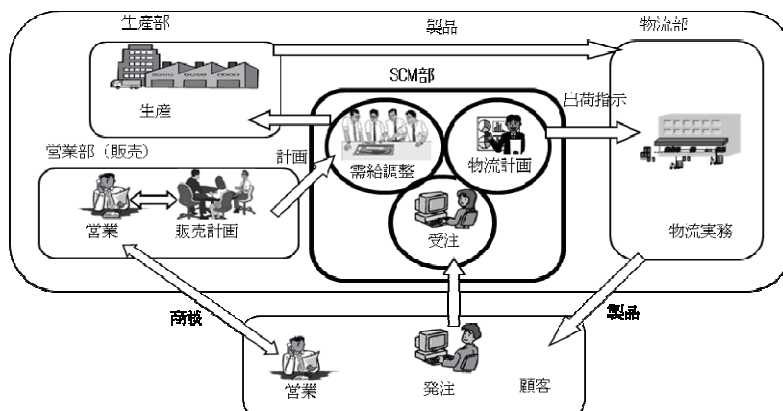 生産部
製品
物流部
SCM部
生産
出荷指示
営業部（販売）
計画
需給調整
物流計画
営業
販売計画
受注
物流実務
商談
製品
営業
発注
顧客